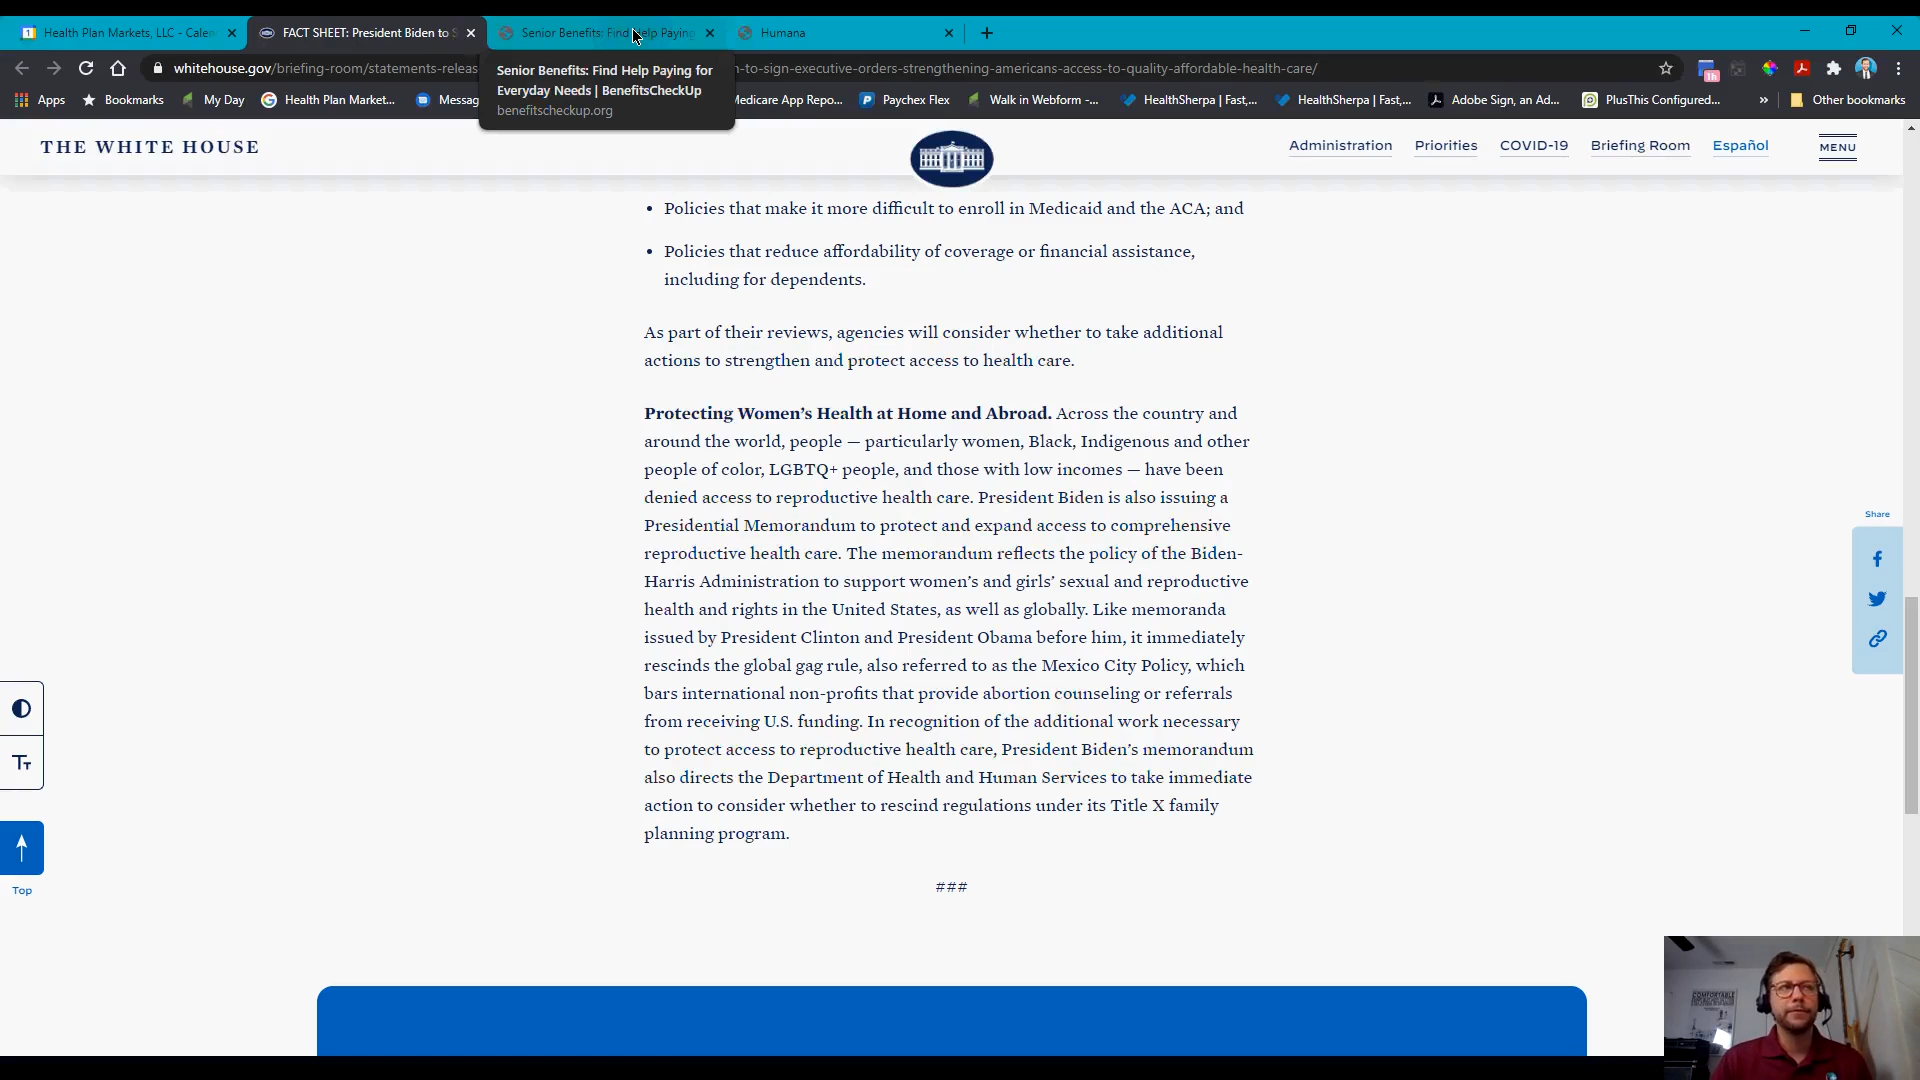 Health Plan Markets, LLC - Calen
FACT SHEET: President Biden to S
Senior Benefits: Find Help Paying
Humana
whitehouse.gov/briefing-room/statements-releas
n-to-sign-executive-orders-strengthening-americans-access-to-quality-affordable-health-care/
Senior Benefits: Find Help Paying for
Everyday Needs | BenefitsCheckUp
benefitscheckup.org
1h
Apps
Bookmarks
My Day
Health Plan Market...
Messag
Medicare App Repo...
Paychex Flex
Walk in Webform -...
HealthSherpa | Fast,...
HealthSherpa | Fast,...
Adobe Sign, an Ad...
PlusThis Configured...
»
Other bookmarks
THE WHITE HOUSE
Administration
Priorities
COVID-19
Briefing Room
Español
MENU
• Policies that make it more difficult to enroll in Medicaid and the ACA; and
• Policies that reduce affordability of coverage or financial assistance,
including for dependents.
As part of their reviews, agencies will consider whether to take additional
actions to strengthen and protect access to health care.
Protecting Women’s Health at Home and Abroad. Across the country and
around the world, people — particularly women, Black, Indigenous and other
people of color, LGBTQ+ people, and those with low incomes — have been
denied access to reproductive health care. President Biden is also issuing a
Presidential Memorandum to protect and expand access to comprehensive
reproductive health care. The memorandum reflects the policy of the Biden-
Harris Administration to support women’s and girls’ sexual and reproductive
health and rights in the United States, as well as globally. Like memoranda
issued by President Clinton and President Obama before him, it immediately
rescinds the global gag rule, also referred to as the Mexico City Policy, which
bars international non-profits that provide abortion counseling or referrals
from receiving U.S. funding. In recognition of the additional work necessary
to protect access to reproductive health care, President Biden’s memorandum
also directs the Department of Health and Human Services to take immediate
action to consider whether to rescind regulations under its Title X family
planning program.
###
Share
Tт
Top
COMFORTABLE